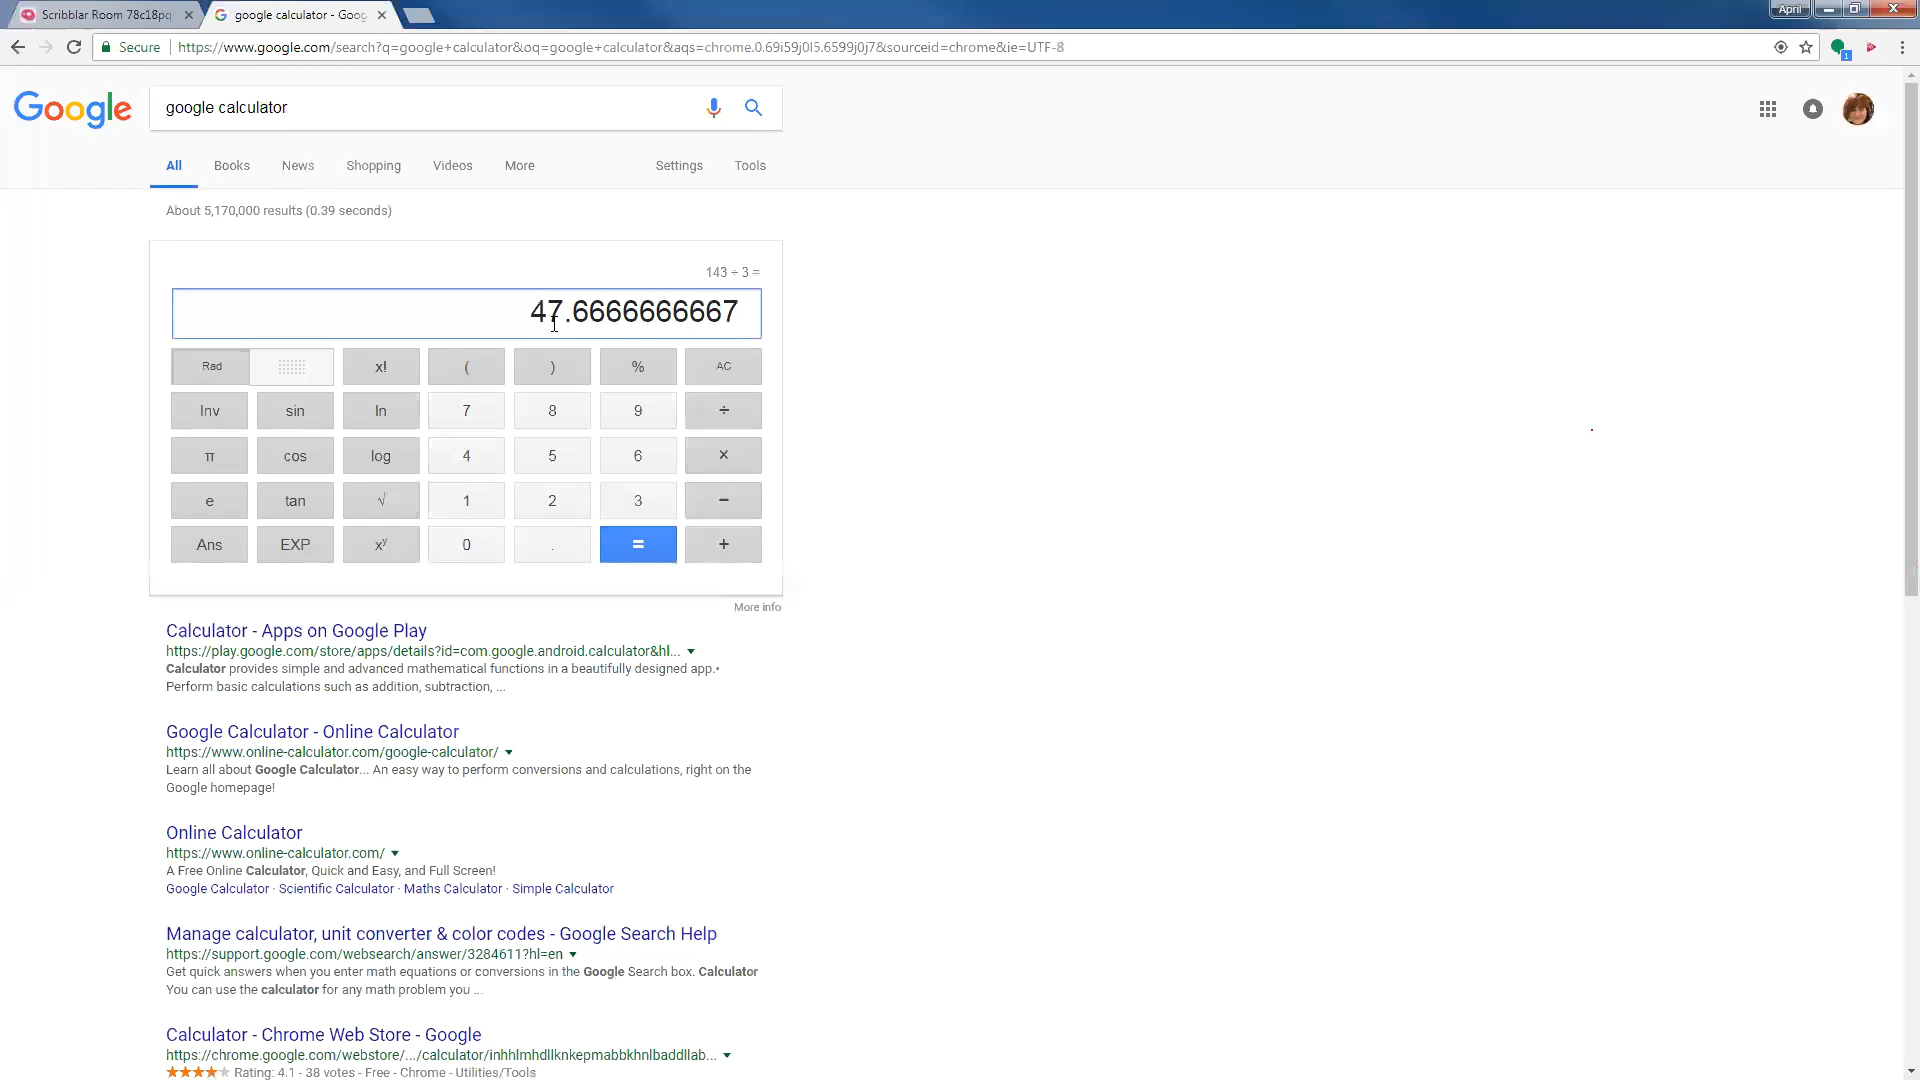 Scribblar Room 78c18pq
google calculator - Goog
April
Secure
https://www.google.com/search?q=google+calculator&oq=google+calculator&aqs=chrome.0.69i59j0l5.6599j0j7&sourceid=chrome&ie=UTF-8
1
Google
google calculator
All
Books
News
Shopping
Videos
More
Settings
Tools
About 5,170,000 results (0.39 seconds)
143 ÷ 3 =
47.6666666667
Rad x! ( ) % AC
Inv sin ln 7 8 9 ÷
π cos log 4 5 6 ×
e tan √ 1 2 3 −
Ans EXP xʸ 0 . = +
More info
Calculator - Apps on Google Play
https://play.google.com/store/apps/details?id=com.google.android.calculator&hl...
Calculator provides simple and advanced mathematical functions in a beautifully designed app.•
Perform basic calculations such as addition, subtraction, ...
Google Calculator - Online Calculator
https://www.online-calculator.com/google-calculator/
Learn all about Google Calculator... An easy way to perform conversions and calculations, right on the
Google homepage!
Online Calculator
https://www.online-calculator.com/
A Free Online Calculator, Quick and Easy, and Full Screen!
Google Calculator · Scientific Calculator · Maths Calculator · Simple Calculator
Manage calculator, unit converter & color codes - Google Search Help
https://support.google.com/websearch/answer/3284611?hl=en
Get quick answers when you enter math equations or conversions in the Google Search box. Calculator
You can use the calculator for any math problem you ...
Calculator - Chrome Web Store - Google
https://chrome.google.com/webstore/.../calculator/inhhlmhdllknkepmabbkhnlbaddllab...
Rating: 4.1 - 38 votes - Free - Chrome - Utilities/Tools